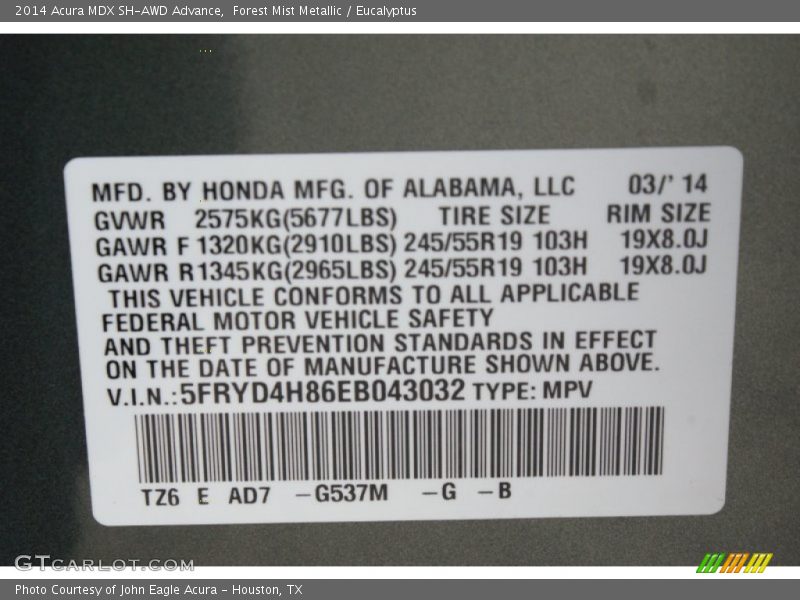 2014 Acura MDX SH-AWD Advance,  Forest Mist Metallic / Eucalyptus
MFD. BY HONDA MFG. OF ALABAMA, LLC 03/' 14
GVWR 2575KG(5677LBS) TIRE SIZE RIM SIZE
GAWR F 1320KG(2910LBS) 245/55R19 103H 19X8.0J
GAWR R1345KG(2965LBS) 245/55R19 103H 19X8.0J
THIS VEHICLE CONFORMS TO ALL APPLICABLE
FEDERAL MOTOR VEHICLE SAFETY
AND THEFT PREVENTION STANDARDS IN EFFECT
ON THE DATE OF MANUFACTURE SHOWN ABOVE.
V.I.N.:5FRYD4H86EB043032 TYPE: MPV
TZ6 E AD7 –G537M –G –B
GTCARLOT.COM
Photo Courtesy of John Eagle Acura - Houston, TX